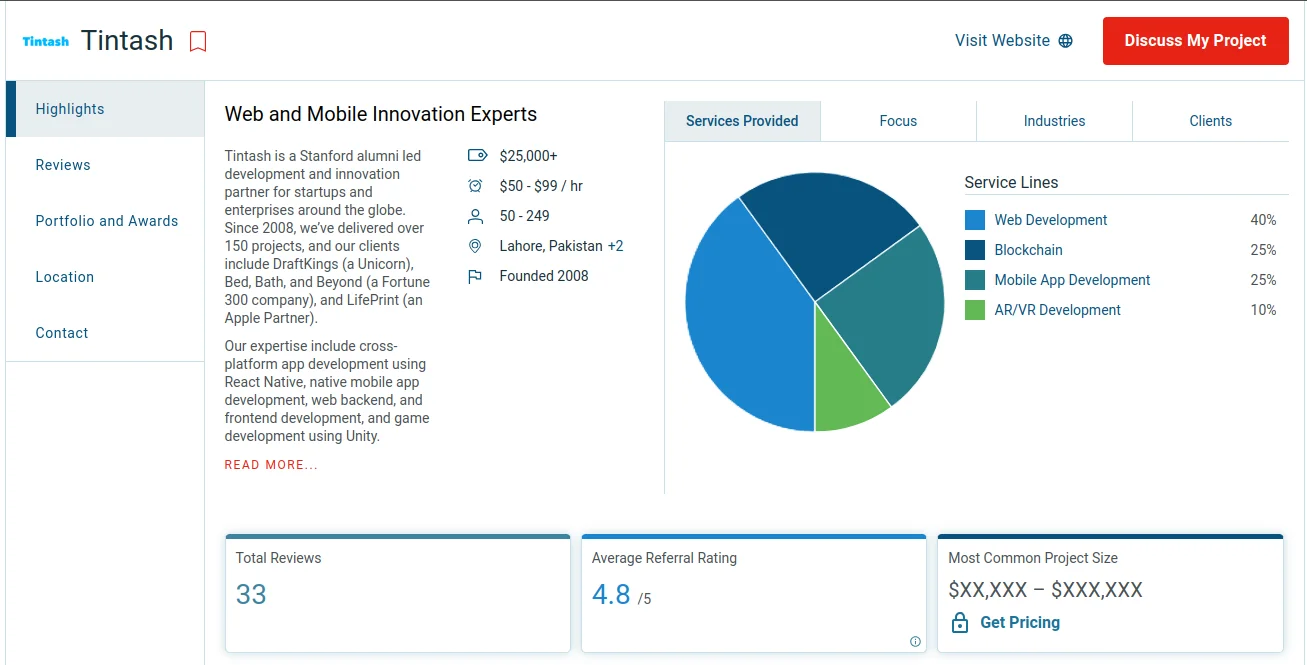 Tintash Tintash
Visit Website
Discuss My Project
Highlights
Reviews
Portfolio and Awards
Location
Contact
Web and Mobile Innovation Experts
Tintash is a Stanford alumni led
development and innovation
partner for startups and
enterprises around the globe.
Since 2008, we’ve delivered over
150 projects, and our clients
include DraftKings (a Unicorn),
Bed, Bath, and Beyond (a Fortune
300 company), and LifePrint (an
Apple Partner).
Our expertise include cross-
platform app development using
React Native, native mobile app
development, web backend, and
frontend development, and game
development using Unity.
READ MORE...
$25,000+
$50 - $99 / hr
50 - 249
Lahore, Pakistan +2
Founded 2008
Services Provided
Focus
Industries
Clients
Service Lines
Web Development 40%
Blockchain 25%
Mobile App Development 25%
AR/VR Development 10%
Total Reviews
33
Average Referral Rating
4.8 /5
Most Common Project Size
$XX,XXX – $XXX,XXX
Get Pricing